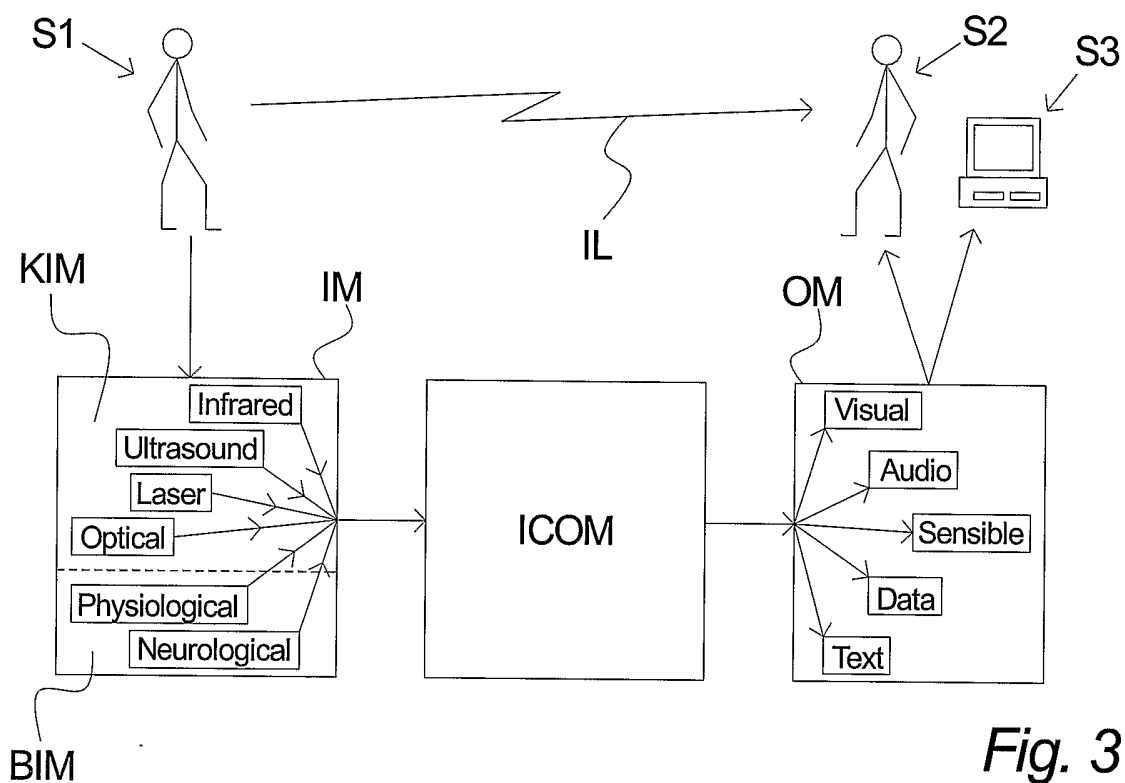 S1
S2
S3
IL
KIM
IM
OM
Infrared
Ultrasound
Laser
Optical
Physiological
Neurological
ICOM
Visual
Audio
Sensible
Data
Text
BIM
Fig. 3